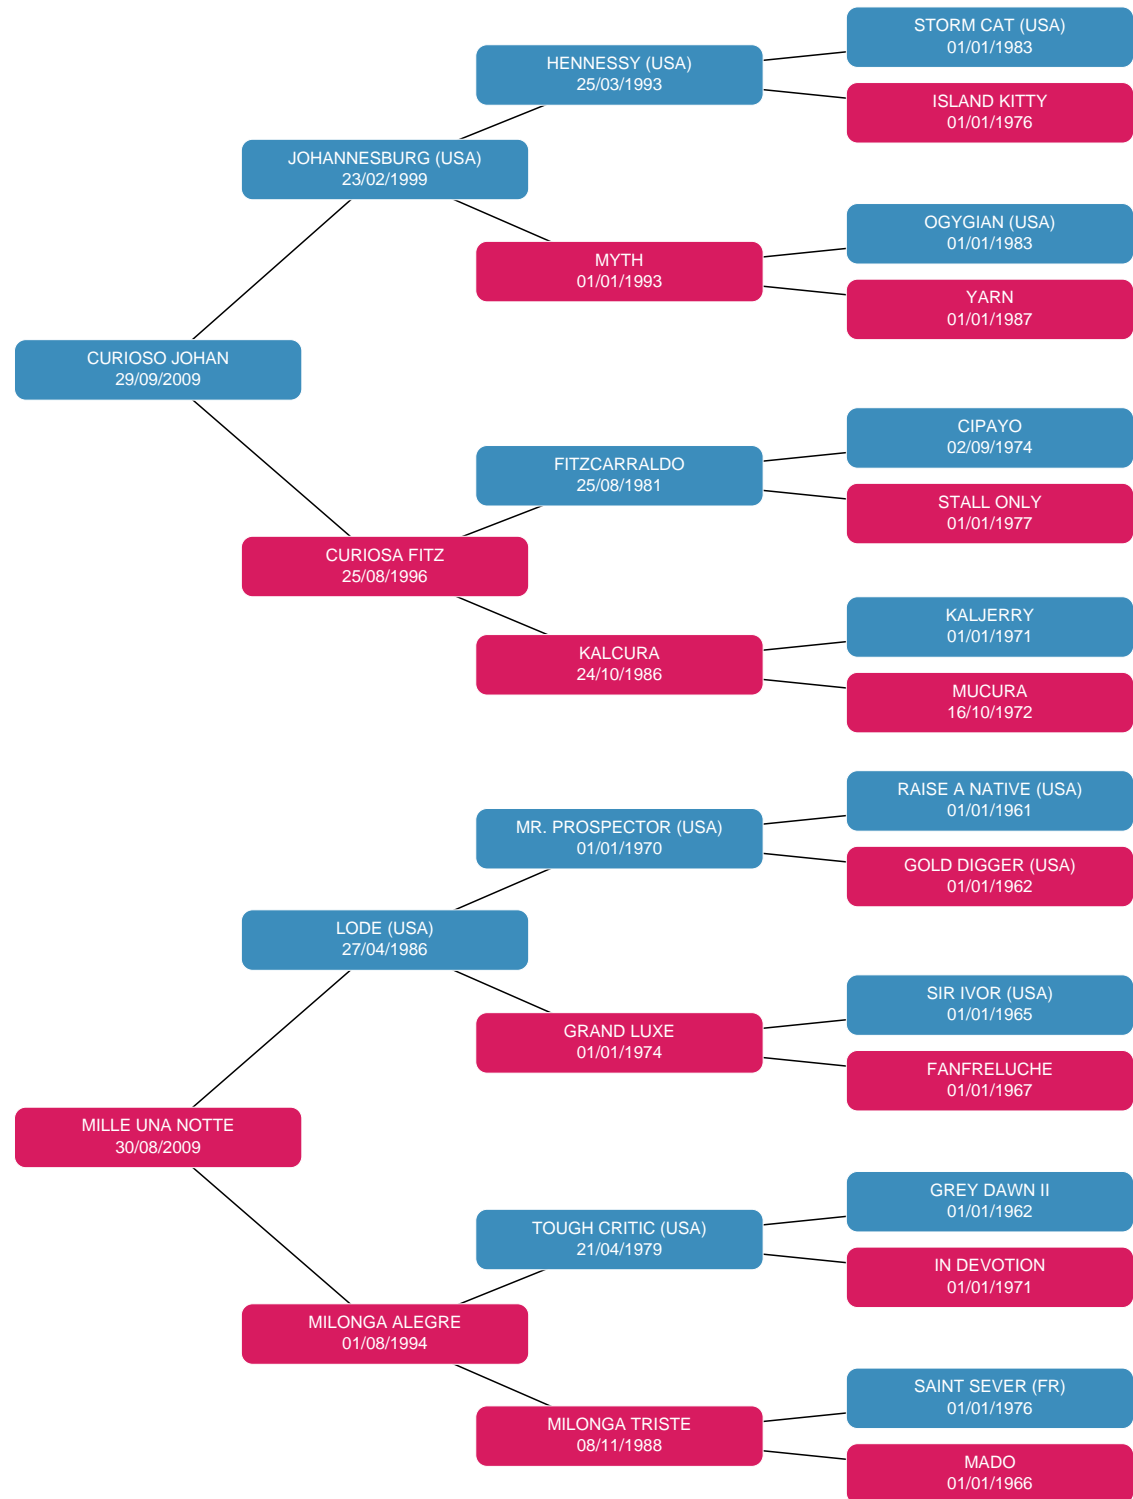 STORM CAT (USA)
01/01/1983
HENNESSY (USA)
25/03/1993
ISLAND KITTY
01/01/1976
JOHANNESBURG (USA)
23/02/1999
OGYGIAN (USA)
01/01/1983
MYTH
01/01/1993
YARN
01/01/1987
CURIOSO JOHAN
29/09/2009
CIPAYO
02/09/1974
FITZCARRALDO
25/08/1981
STALL ONLY
01/01/1977
CURIOSA FITZ
25/08/1996
KALJERRY
01/01/1971
KALCURA
24/10/1986
MUCURA
16/10/1972
RAISE A NATIVE (USA)
01/01/1961
MR. PROSPECTOR (USA)
01/01/1970
GOLD DIGGER (USA)
01/01/1962
LODE (USA)
27/04/1986
SIR IVOR (USA)
01/01/1965
GRAND LUXE
01/01/1974
FANFRELUCHE
01/01/1967
MILLE UNA NOTTE
30/08/2009
GREY DAWN II
01/01/1962
TOUGH CRITIC (USA)
21/04/1979
IN DEVOTION
01/01/1971
MILONGA ALEGRE
01/08/1994
SAINT SEVER (FR)
01/01/1976
MILONGA TRISTE
08/11/1988
MADO
01/01/1966